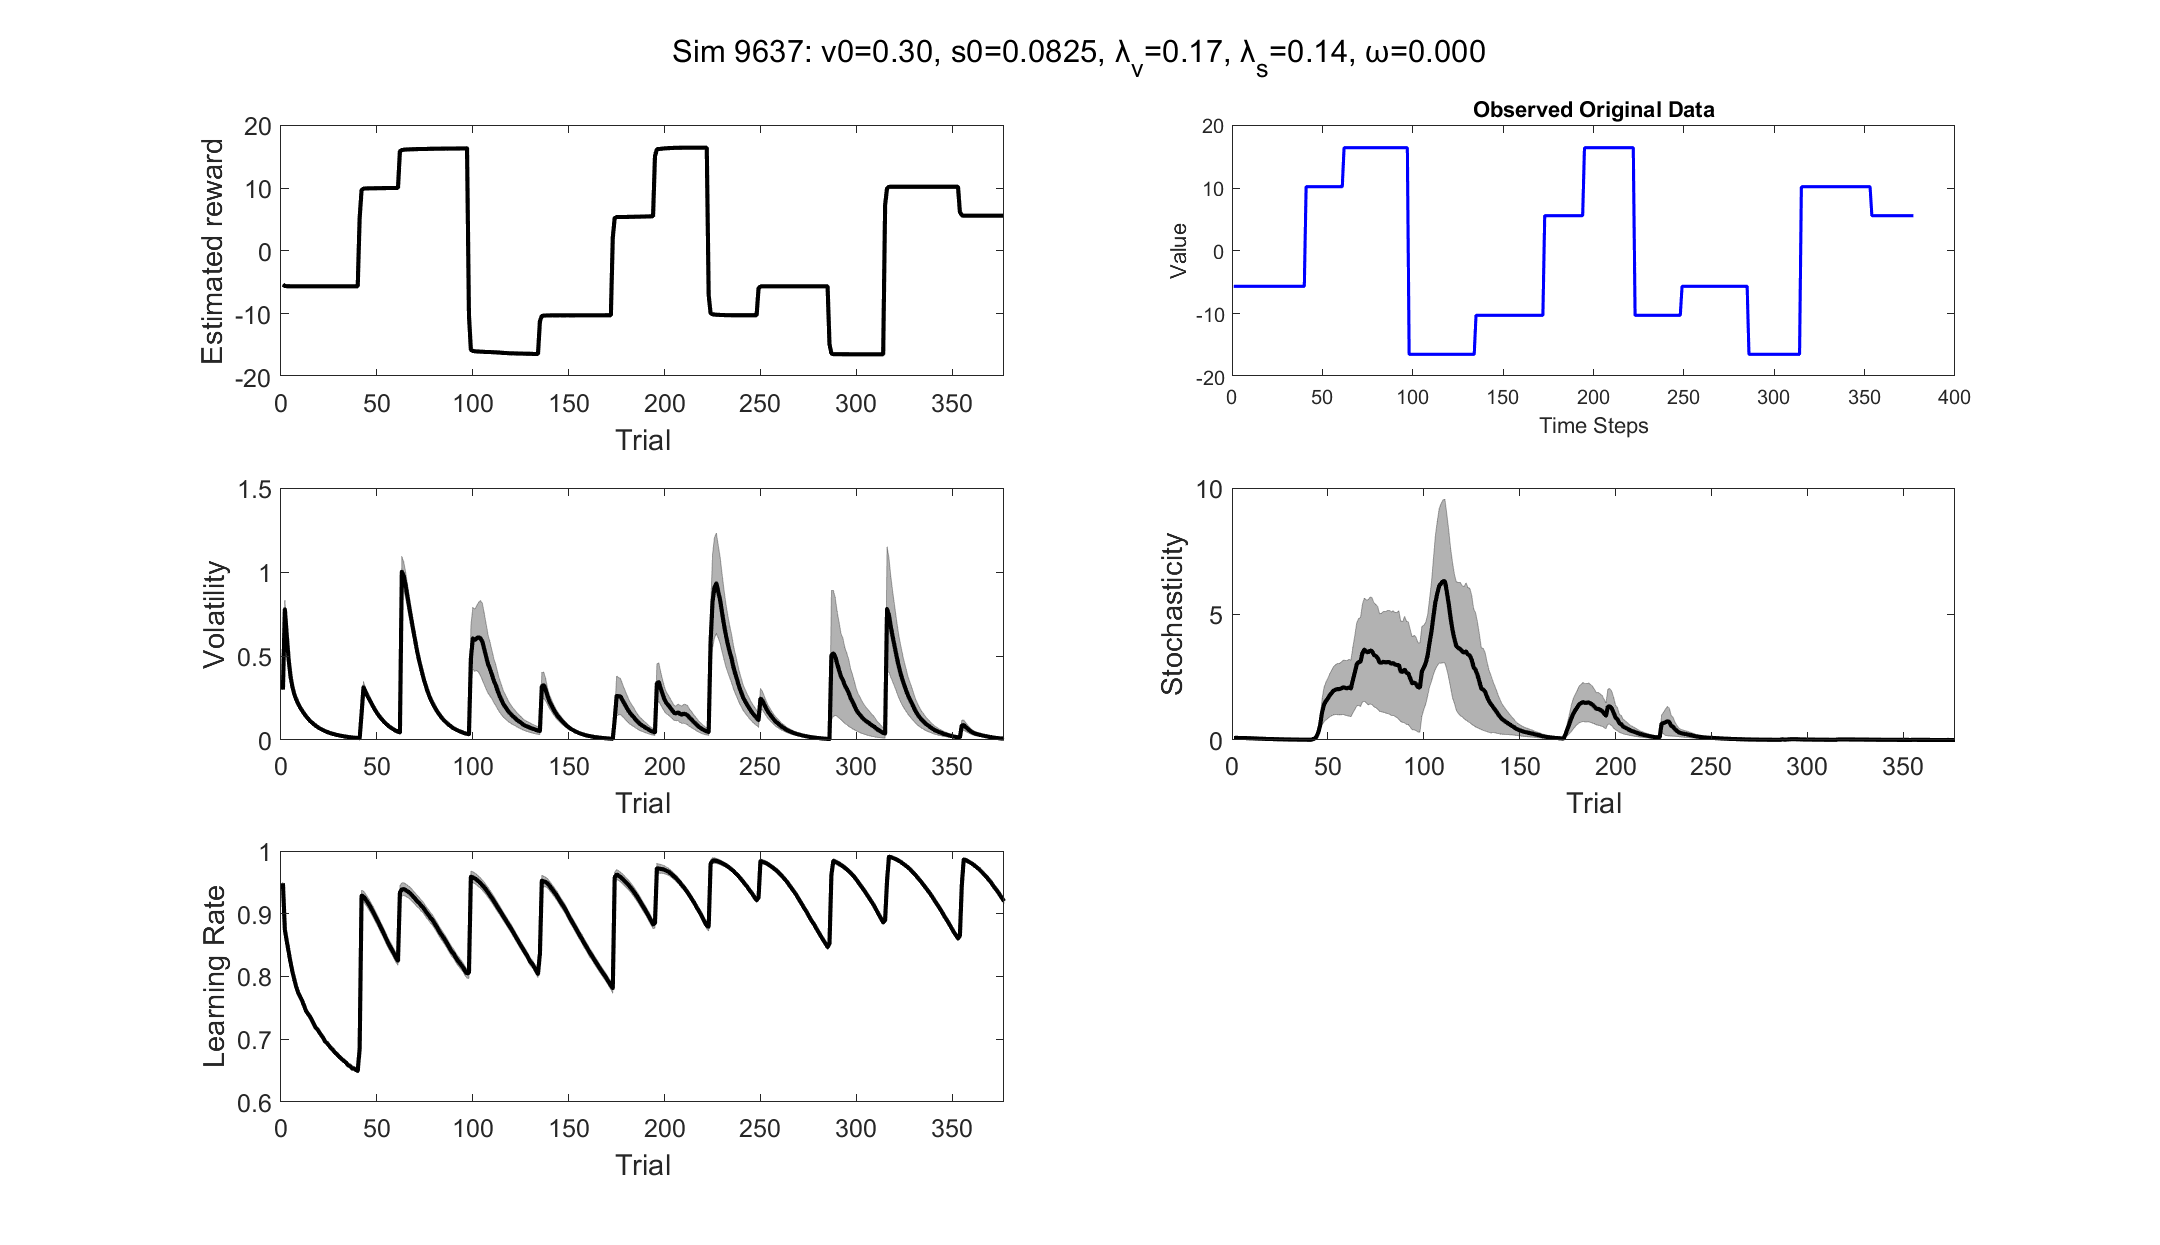 Sim 9637: v0=0.30, s0=0.0825, λ_v=0.17, λ_s=0.14, ω=0.000
Estimated reward
20
10
0
-10
-20
0 50 100 150 200 250 300 350
Trial
Observed Original Data
Value
20
10
0
-10
-20
0 50 100 150 200 250 300 350 400
Time Steps
Volatility
1.5
1
0.5
0
0 50 100 150 200 250 300 350
Trial
Stochasticity
10
5
0
0 50 100 150 200 250 300 350
Trial
Learning Rate
1
0.9
0.8
0.7
0.6
0 50 100 150 200 250 300 350
Trial